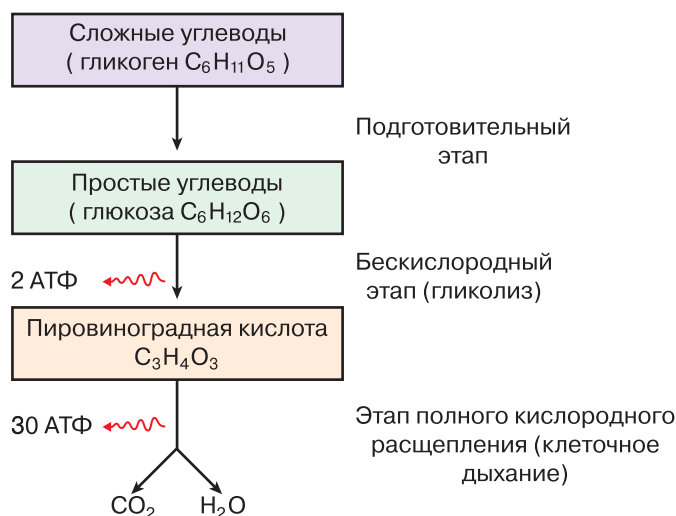 Сложные углеводы
( гликоген C₆H₁₁O₅ )
Подготовительный
этап
Простые углеводы
( глюкоза C₆H₁₂O₆ )
2 АТФ
Бескислородный
этап (гликолиз)
Пировиноградная кислота
C₃H₄O₃
30 АТФ
Этап полного кислородного
расщепления (клеточное
дыхание)
CO₂
H₂O